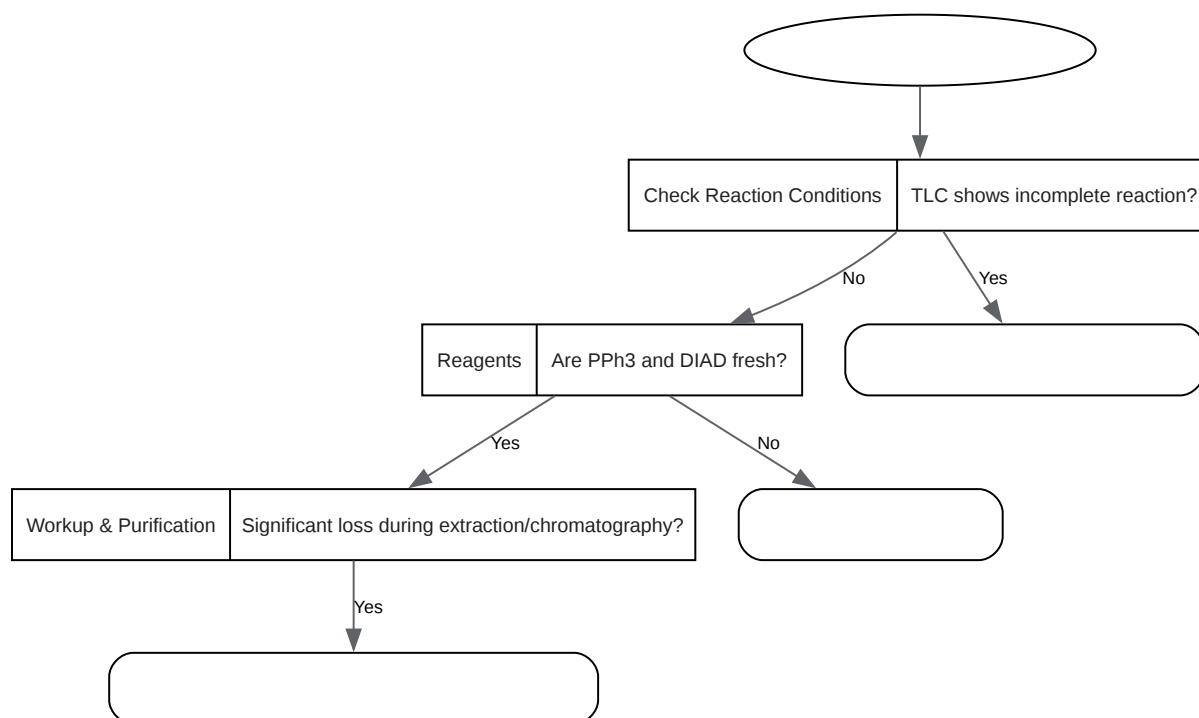 Check Reaction Conditions
TLC shows incomplete reaction?
No
Yes
Reagents
Are PPh3 and DIAD fresh?
Yes
No
Workup & Purification
Significant loss during extraction/chromatography?
Yes